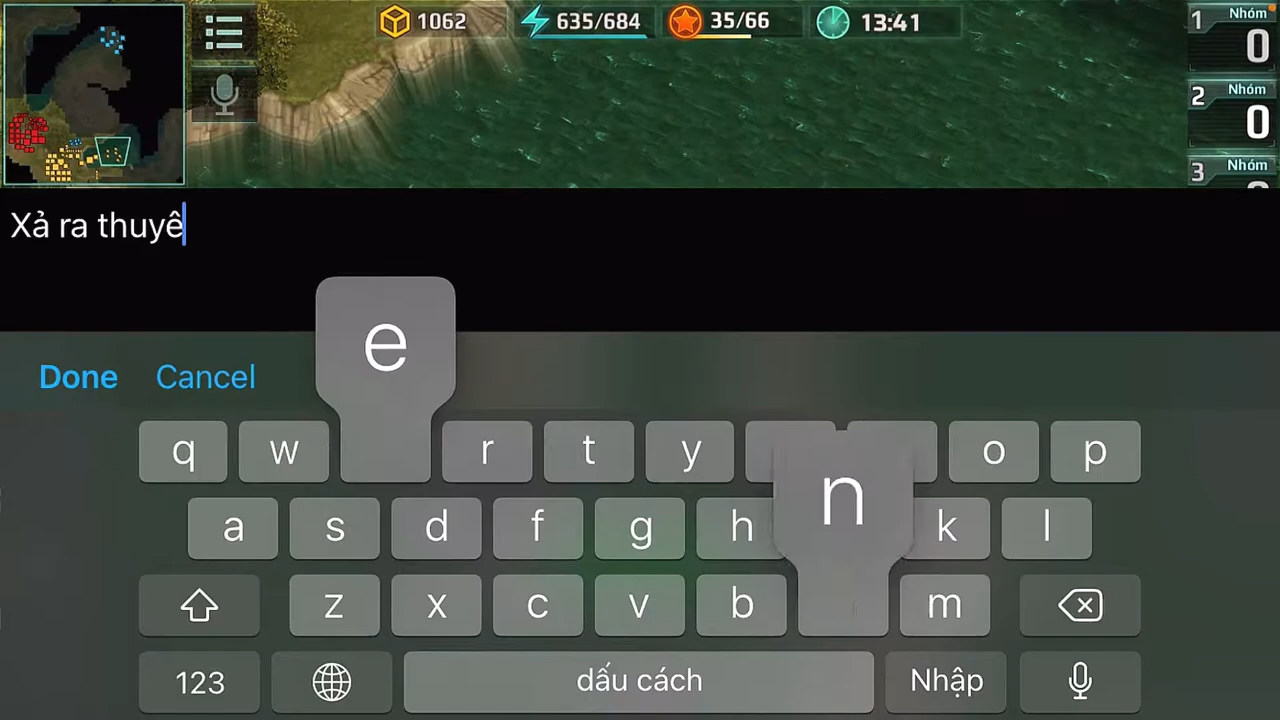 1062
635/684
35/66
13:41
1 Nhóm
0
2 Nhóm
0
3 Nhóm
Xả ra thuyê
Done Cancel
e
q w r t y o p
n
a s d f g h k l
z x c v b m
123 dấu cách Nhập